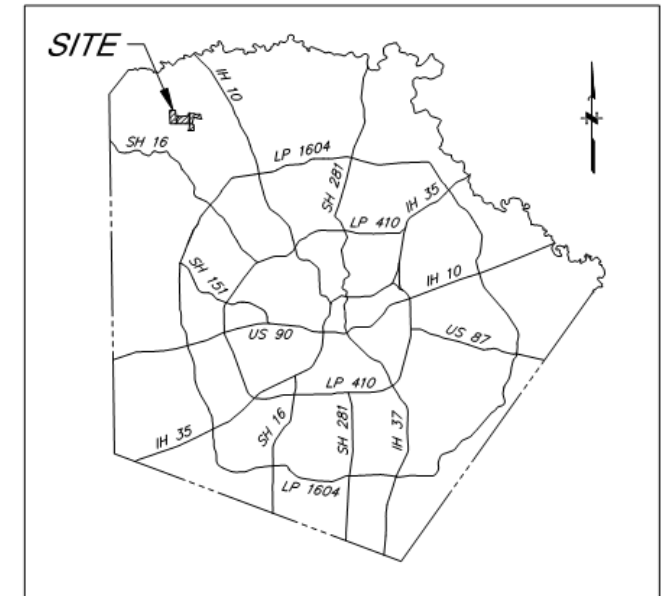 SITE
IH 10
N
SH 16
LP 1604
SH 281
IH 35
LP 410
SH 151
IH 10
US 90
US 87
LP 410
IH 35
SH 16
SH 281
IH 37
LP 1604